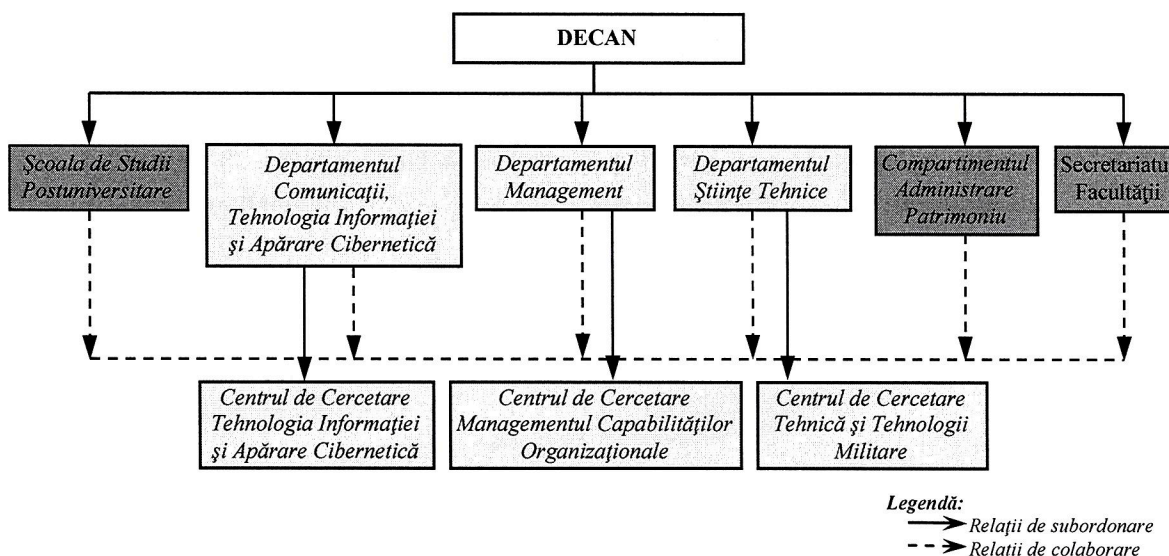 DECAN
Şcoala de Studii
Postuniversitare
Departamentul
Comunicaţii,
Tehnologia Informaţiei
şi Apărare Cibernetică
Departamentul
Management
Departamentul
Ştiinţe Tehnice
Compartimentul
Administrare
Patrimoniu
Secretariatul
Facultăţii
Centrul de Cercetare
Tehnologia Informaţiei
şi Apărare Cibernetică
Centrul de Cercetare
Managementul Capabilităţilor
Organizaţionale
Centrul de Cercetare
Tehnică şi Tehnologii
Militare
Legendă:
Relaţii de subordonare
Relatii de colaborare